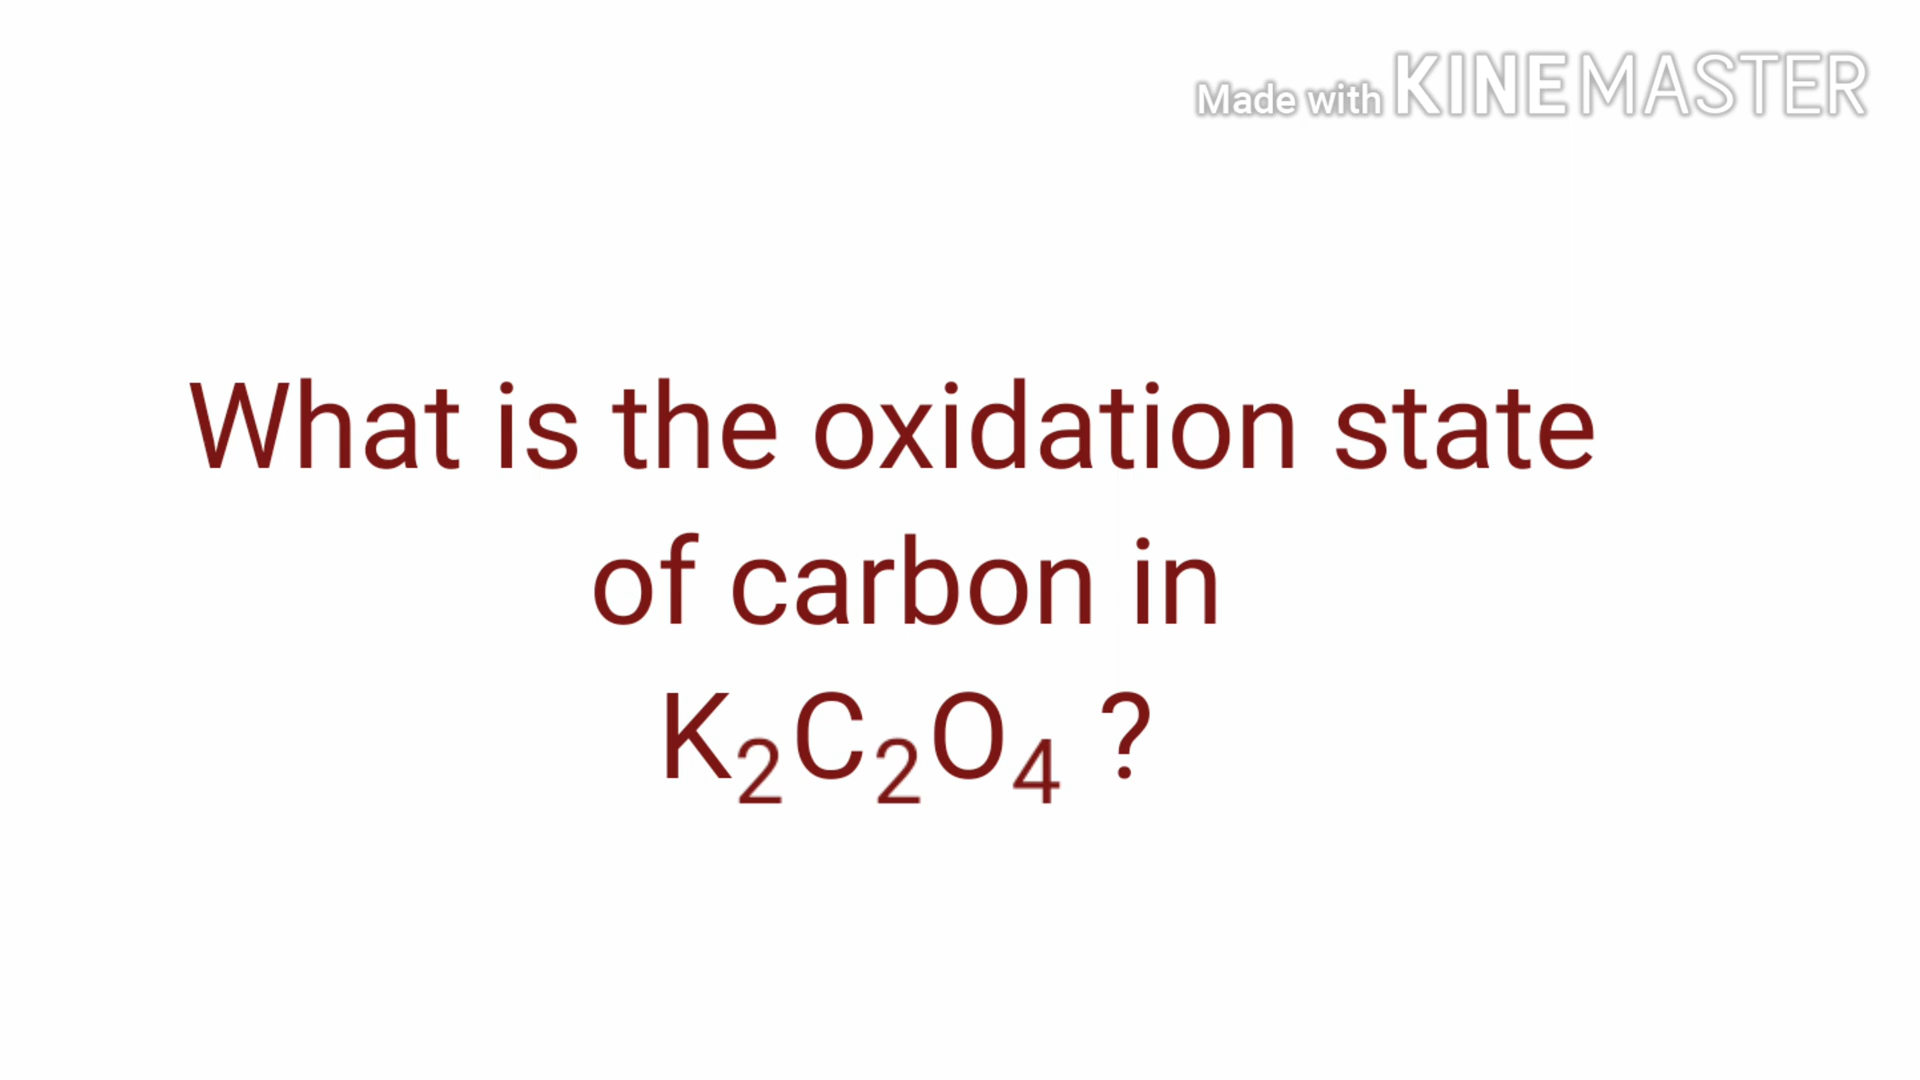 Made with KINEMASTER
What is the oxidation state
of carbon in
K₂C₂O₄ ?